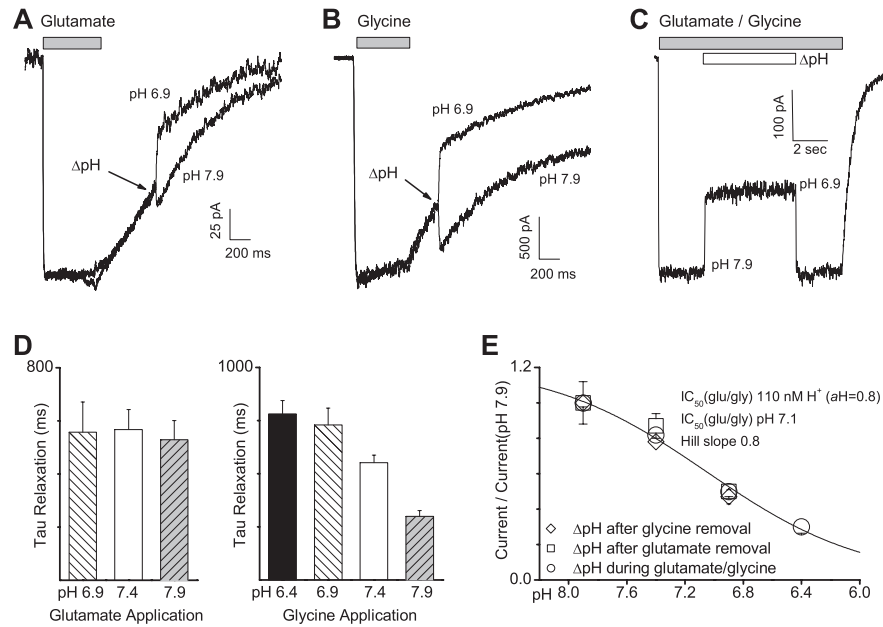 A Glutamate
pH 6.9
ΔpH
pH 7.9
25 pA
200 ms
B Glycine
pH 6.9
ΔpH
pH 7.9
500 pA
200 ms
C Glutamate / Glycine
ΔpH
100 pA
2 sec
pH 6.9
pH 7.9
D
800
Tau Relaxation (ms)
pH 6.9 7.4 7.9
Glutamate Application
1000
Tau Relaxation (ms)
pH 6.4 6.9 7.4 7.9
Glycine Application
E
1.2
Current / Current(pH 7.9)
0.0
IC50(glu/gly) 110 nM H+ (aH=0.8)
IC50(glu/gly) pH 7.1
Hill slope 0.8
ΔpH after glycine removal
ΔpH after glutamate removal
ΔpH during glutamate/glycine
pH 8.0 7.6 7.2 6.8 6.4 6.0